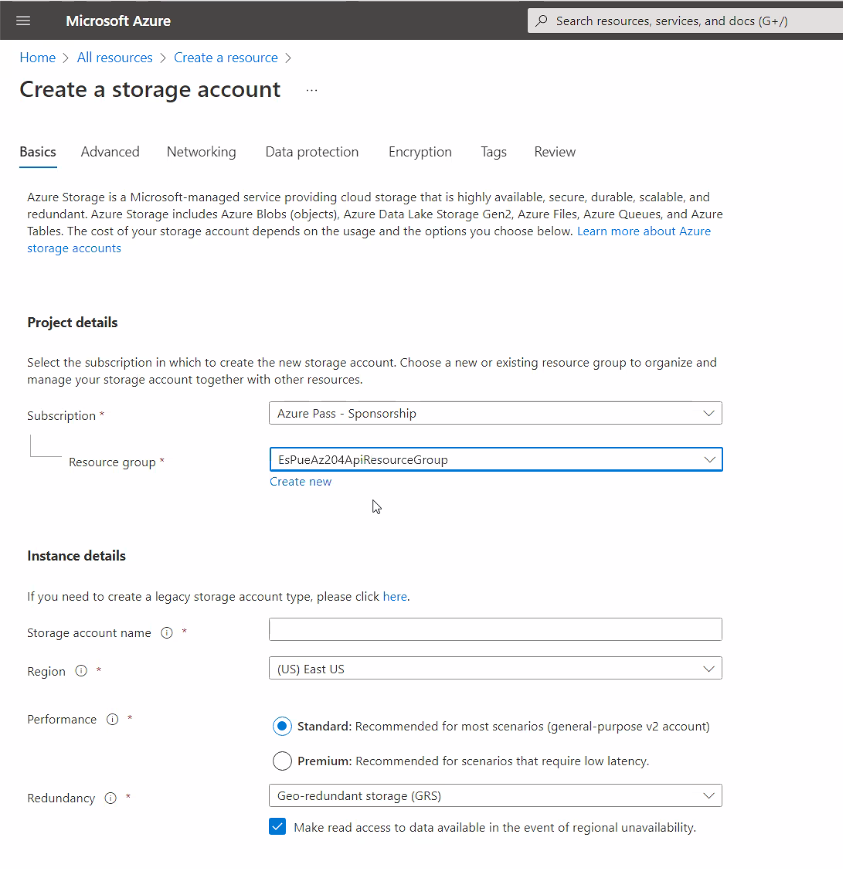 Microsoft Azure
Search resources, services, and docs (G+/)
Home > All resources > Create a resource >
Create a storage account ...
Basics Advanced Networking Data protection Encryption Tags Review
Azure Storage is a Microsoft-managed service providing cloud storage that is highly available, secure, durable, scalable, and
redundant. Azure Storage includes Azure Blobs (objects), Azure Data Lake Storage Gen2, Azure Files, Azure Queues, and Azure
Tables. The cost of your storage account depends on the usage and the options you choose below. Learn more about Azure
storage accounts
Project details
Select the subscription in which to create the new storage account. Choose a new or existing resource group to organize and
manage your storage account together with other resources.
Subscription * Azure Pass - Sponsorship
Resource group * EsPueAz204ApiResourceGroup
Create new
Instance details
If you need to create a legacy storage account type, please click here.
Storage account name *
Region * (US) East US
Performance * Standard: Recommended for most scenarios (general-purpose v2 account)
Premium: Recommended for scenarios that require low latency.
Redundancy * Geo-redundant storage (GRS)
Make read access to data available in the event of regional unavailability.